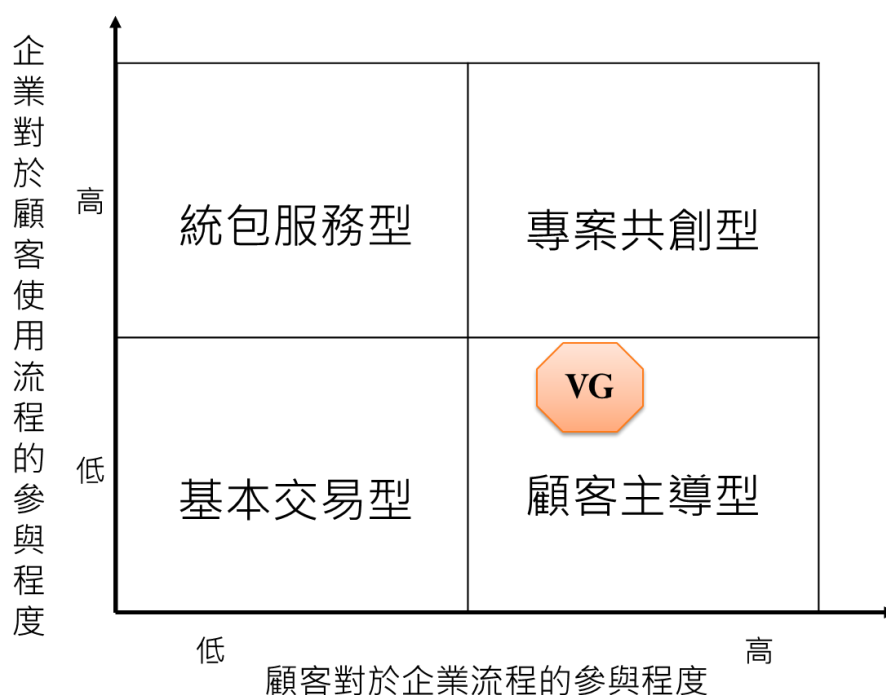 企業對於顧客使用流程的參與程度
高
統包服務型
專案共創型
VG
低
基本交易型
顧客主導型
低
高
顧客對於企業流程的參與程度